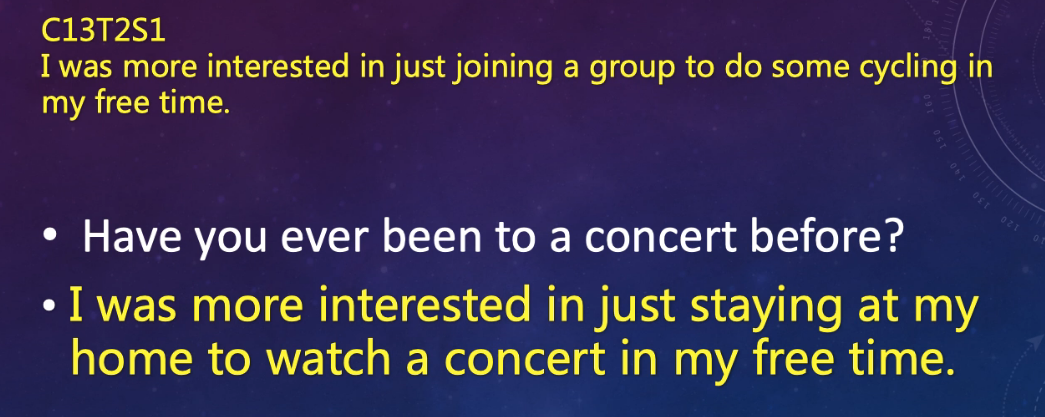 C13T2S1
I was more interested in just joining a group to do some cycling in
my free time.
• Have you ever been to a concert before?
• I was more interested in just staying at my
home to watch a concert in my free time.